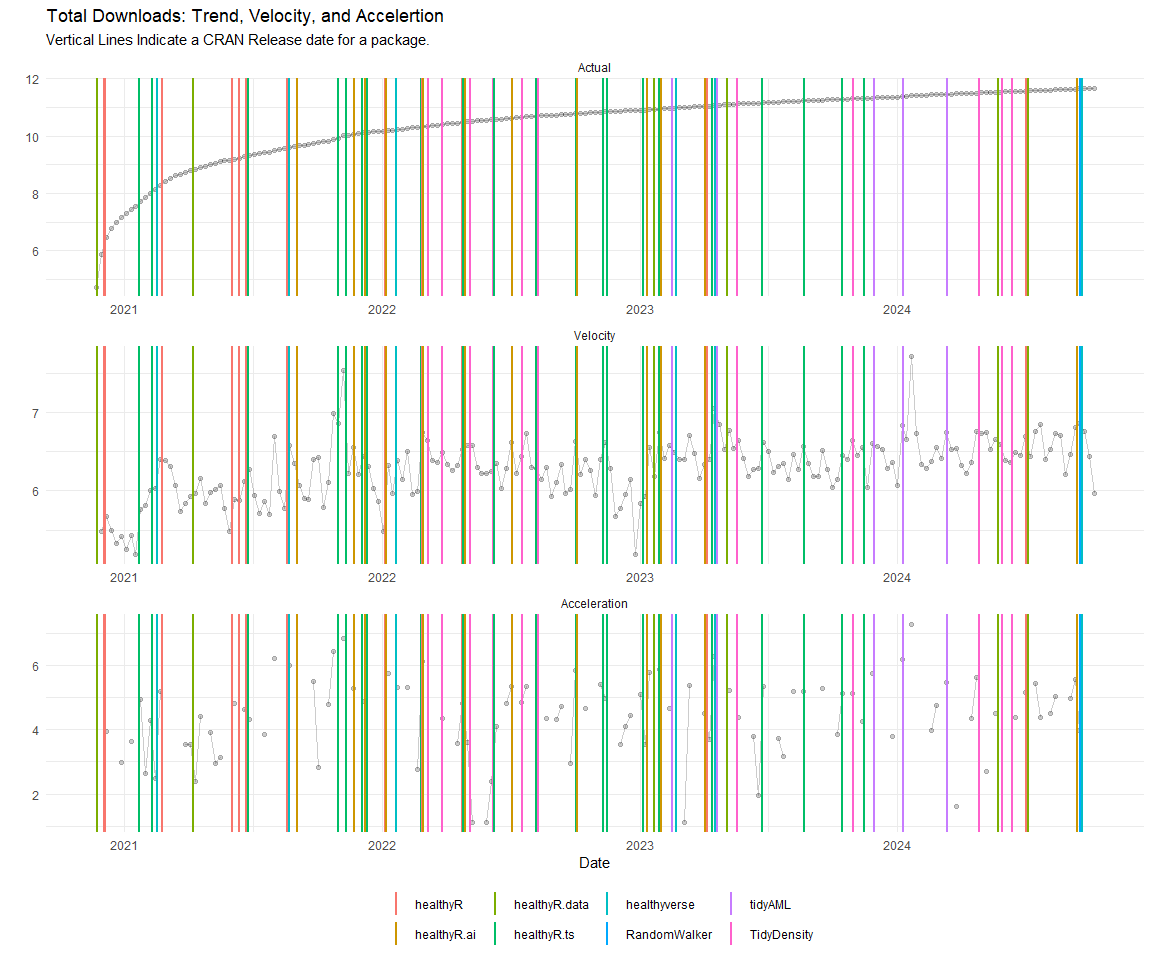 Total Downloads: Trend, Velocity, and Accelertion
Vertical Lines Indicate a CRAN Release date for a package.
Actual
12
10
8
6
2021 2022 2023 2024
Velocity
7
6
2021 2022 2023 2024
Acceleration
6
4
2
2021 2022 2023 2024
Date
healthyR healthyR.data healthyverse tidyAML
healthyR.ai healthyR.ts RandomWalker TidyDensity